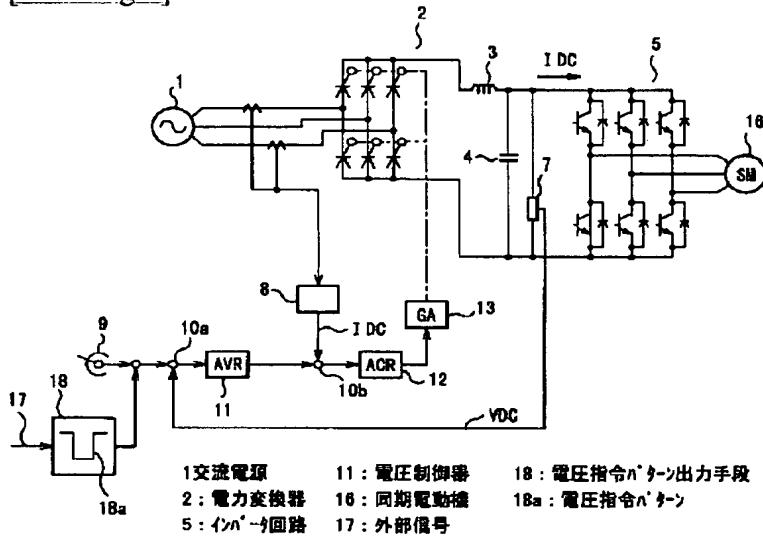 2
3
I DC
5
1
16
4
7
SM
8
I DC
GA
13
9
10a
AVR
11
10b
ACR
12
18
17
18a
VDC
1交流電源
2：電力変換器
5：インバータ回路
11：電圧制御器
16：同期電動機
17：外部信号
18：電圧指令パターン出力手段
18a：電圧指令パターン